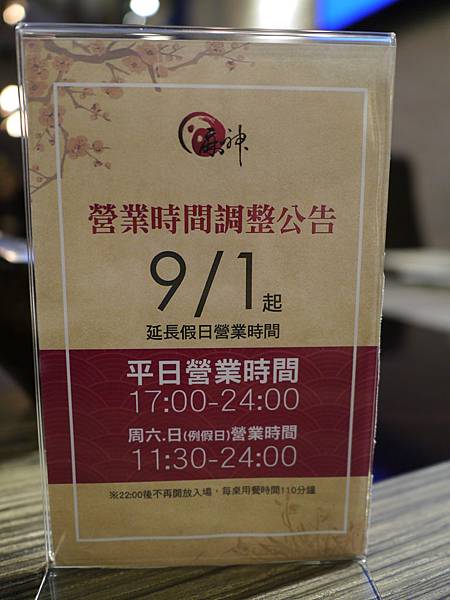 麻神
營業時間調整公告
9/1起
延長假日營業時間
平日營業時間
17:00-24:00
周六.日(例假日)營業時間
11:30-24:00
※22:00後不再開放入場，每桌用餐時間110分鐘